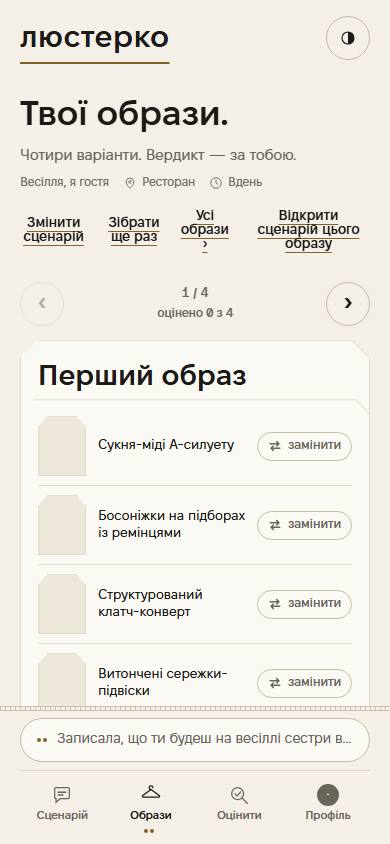 люстерко
Твої образи.
Чотири варіанти. Вердикт — за тобою.
Весілля, я гостя Ресторан Вдень
Змінити
сценарій
Зібрати
ще раз
Усі
образи
›
Відкрити
сценарій цього
образу
‹
1 / 4
оцінено 0 з 4
›
Перший образ
Сукня-міді А-силуету
замінити
Босоніжки на підборах
із ремінцями
замінити
Структурований
клатч-конверт
замінити
Витончені сережки-
підвіски
замінити
Записала, що ти будеш на весіллі сестри в…
Сценарій
Образи
Оцінити
Профіль